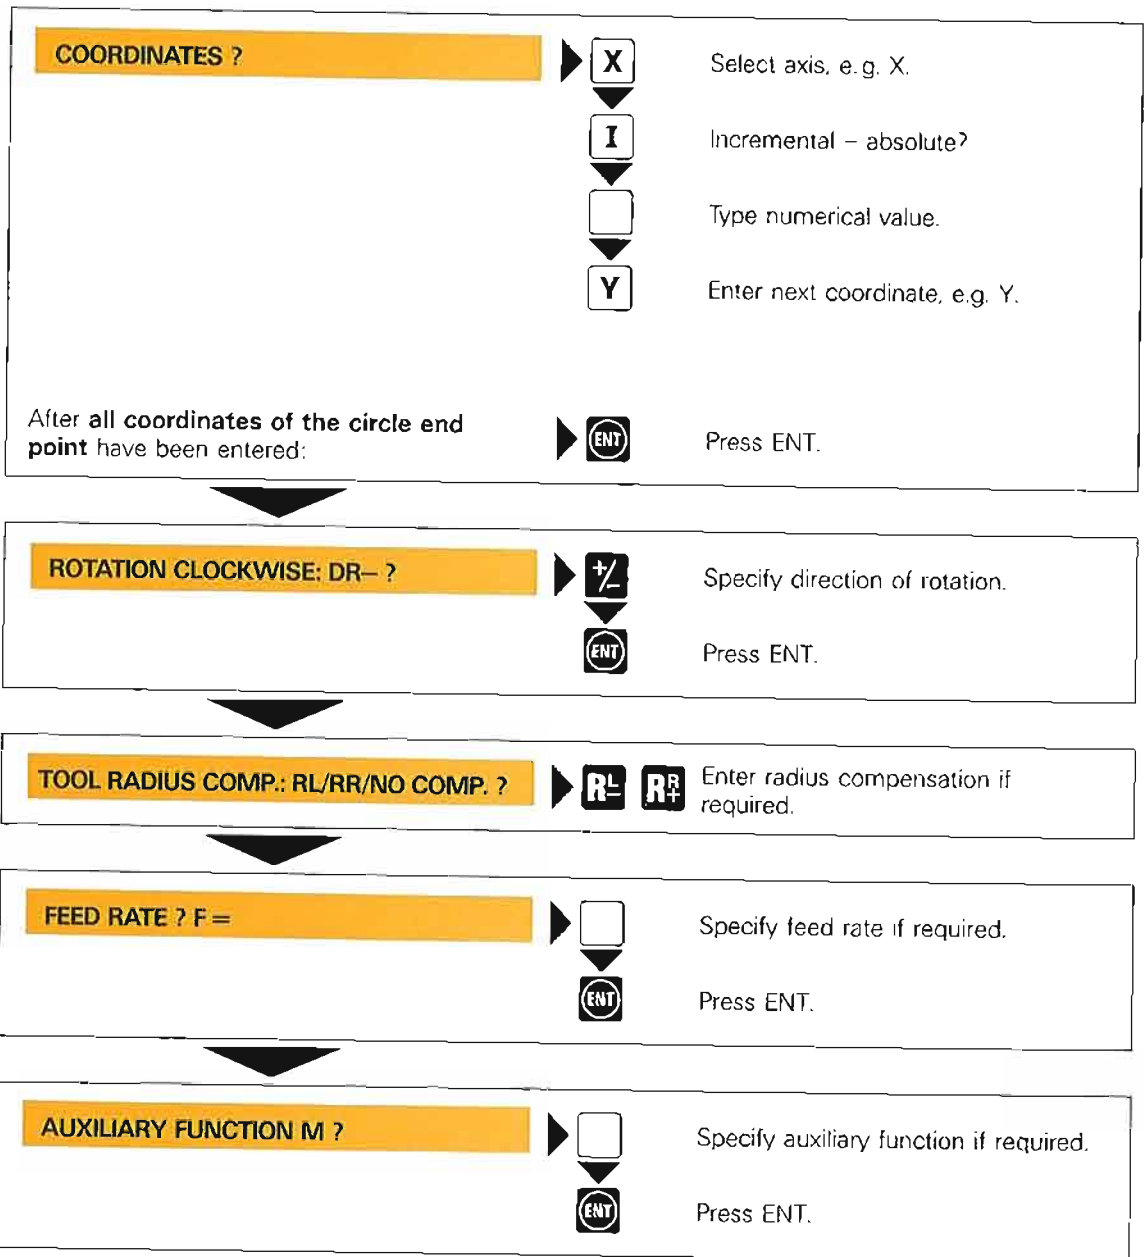 COORDINATES ?
X
Select axis, e.g. X.
I
Incremental – absolute?
Type numerical value.
Y
Enter next coordinate, e.g. Y.
After all coordinates of the circle end
point have been entered:
ENT
Press ENT.
ROTATION CLOCKWISE: DR– ?
+/–
Specify direction of rotation.
ENT
Press ENT.
TOOL RADIUS COMP.: RL/RR/NO COMP. ?
RL– RR+
Enter radius compensation if
required.
FEED RATE ? F =
Specify feed rate if required.
ENT
Press ENT.
AUXILIARY FUNCTION M ?
Specify auxiliary function if required.
ENT
Press ENT.